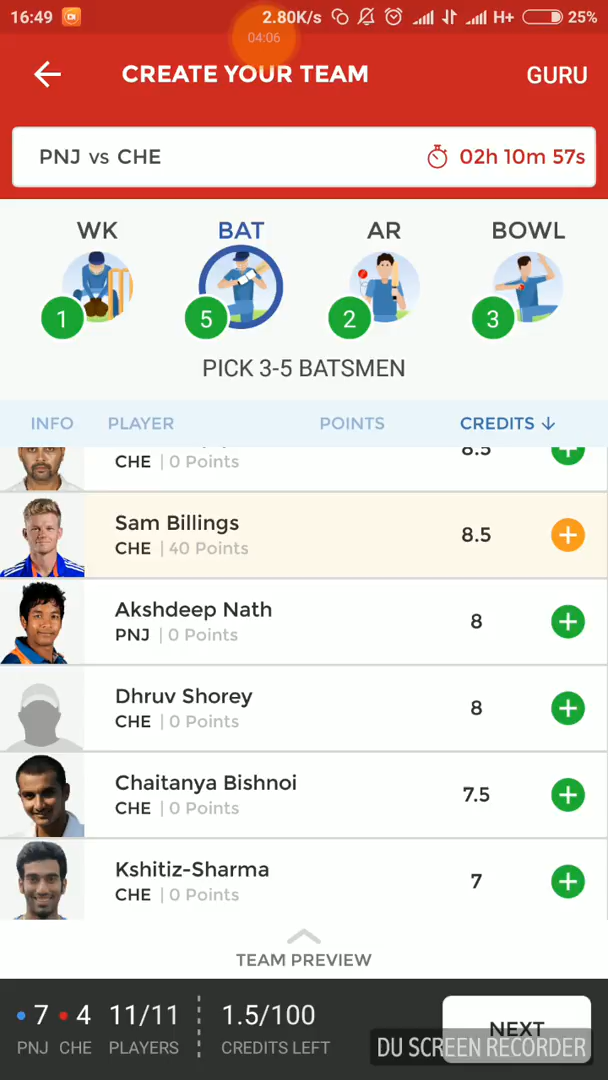 16:49 2.80K/s H+ 25%
04:06
CREATE YOUR TEAM GURU
PNJ vs CHE 02h 10m 57s
WK BAT AR BOWL
1 5 2 3
PICK 3-5 BATSMEN
INFO PLAYER POINTS CREDITS
8.5
CHE | 0 Points
Sam Billings
CHE | 40 Points 8.5
Akshdeep Nath
PNJ | 0 Points 8
Dhruv Shorey
CHE | 0 Points 8
Chaitanya Bishnoi
CHE | 0 Points 7.5
Kshitiz-Sharma
CHE | 0 Points 7
TEAM PREVIEW
7 4 11/11 1.5/100 NEXT
PNJ CHE PLAYERS CREDITS LEFT
DU SCREEN RECORDER